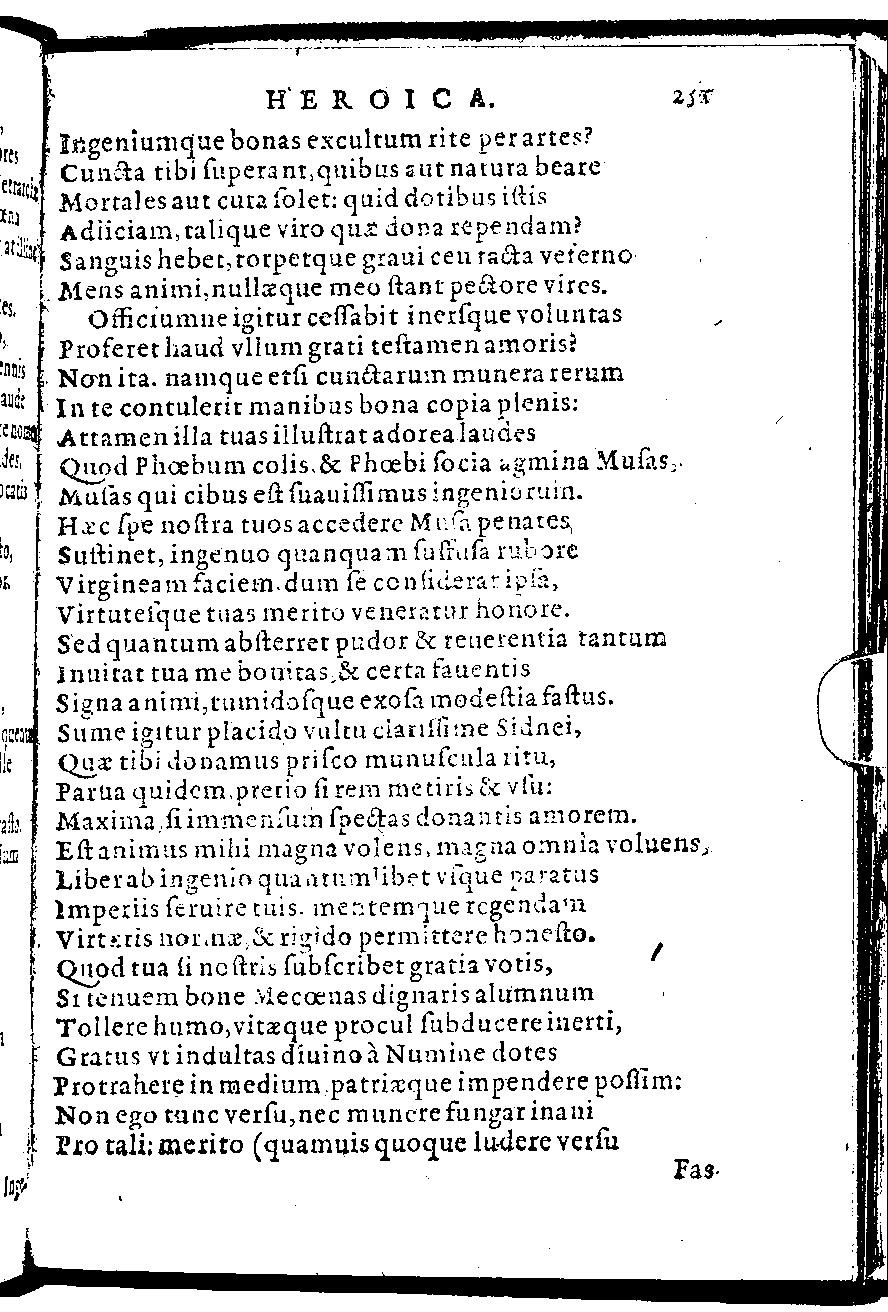 HEROICA. 251
Ingeniumque bonas excultum rite per artes?
Cuncta tibi ſuperant, quibus aut natura beare
Mortales aut cura ſolet: quid dotibus iſtis
Adiiciam, talique viro quæ dona rependam?
Sanguis hebet, torpetque graui ceu tacta veterno
Mens animi, nullæque meo ſtant pectore vires.
Officiumne igitur ceſſabit inerſque voluntas
Proferet haud vllum grati teſtamen amoris?
Non ita. namque etſi cunctarum munera rerum
In te contulerit manibus bona copia plenis:
Attamen illa tuas illuſtrat adorea laudes
Quod Phœbum colis, & Phœbi ſocia agmina Muſas,
Muſas qui cibus eſt ſuauiſſimus ingeniorum.
Hæc ſpe noſtra tuos accedere Muſa penates,
Suſtinet, ingenuo quanquam ſuffuſa rubore
Virgineam faciem. dum ſe conſiderat ipſa,
Virtuteſque tuas merito veneratur honore.
Sed quantum abſterret pudor & reuerentia tantum
Inuitat tua me bonitas, & certa fauentis
Signa animi, tumidoſque exoſa modeſtia faſtus.
Sume igitur placido vultu clariſſime Sidnei,
Quæ tibi donamus priſco munuſcula ritu,
Parua quidem, pretio ſi rem metiris & vſu:
Maxima, ſi immenſum ſpectas donantis amorem.
Eſt animus mihi magna volens, magna omnia voluens,
Liber ab ingenio quantumlibet vſque paratus
Imperiis ſeruire tuis. mentemque regendam
Virtutis normæ, & rigido permittere honeſto.
Quod tua ſi noſtris ſubſcribet gratia votis,
Si tenuem bone Mecœnas dignaris alumnum
Tollere humo, vitæque procul ſubducere inerti,
Gratus vt indultas diuino à Numine dotes
Protrahere in medium, patriæque impendere poſſim:
Non ego tunc verſu, nec munere fungar inani
Pro tali: merito (quamuis quoque ludere verſu
Fas.